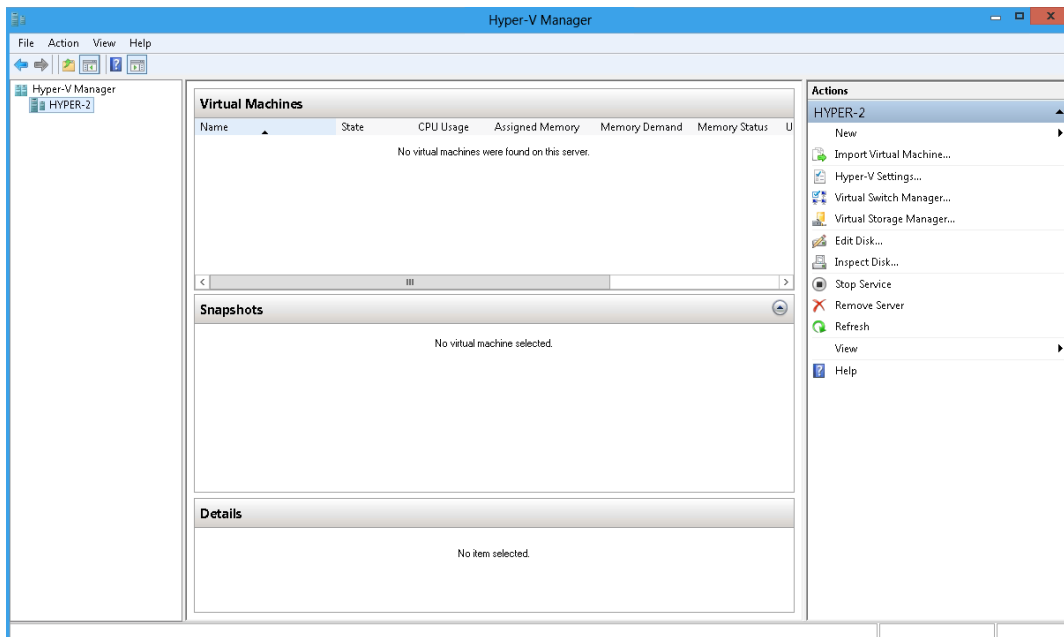 Hyper-V Manager
File Action View Help
Hyper-V Manager
HYPER-2
Virtual Machines
Name State CPU Usage Assigned Memory Memory Demand Memory Status U
No virtual machines were found on this server.
Snapshots
No virtual machine selected.
Details
No item selected.
Actions
HYPER-2
New
Import Virtual Machine...
Hyper-V Settings...
Virtual Switch Manager...
Virtual Storage Manager...
Edit Disk...
Inspect Disk...
Stop Service
Remove Server
Refresh
View
Help